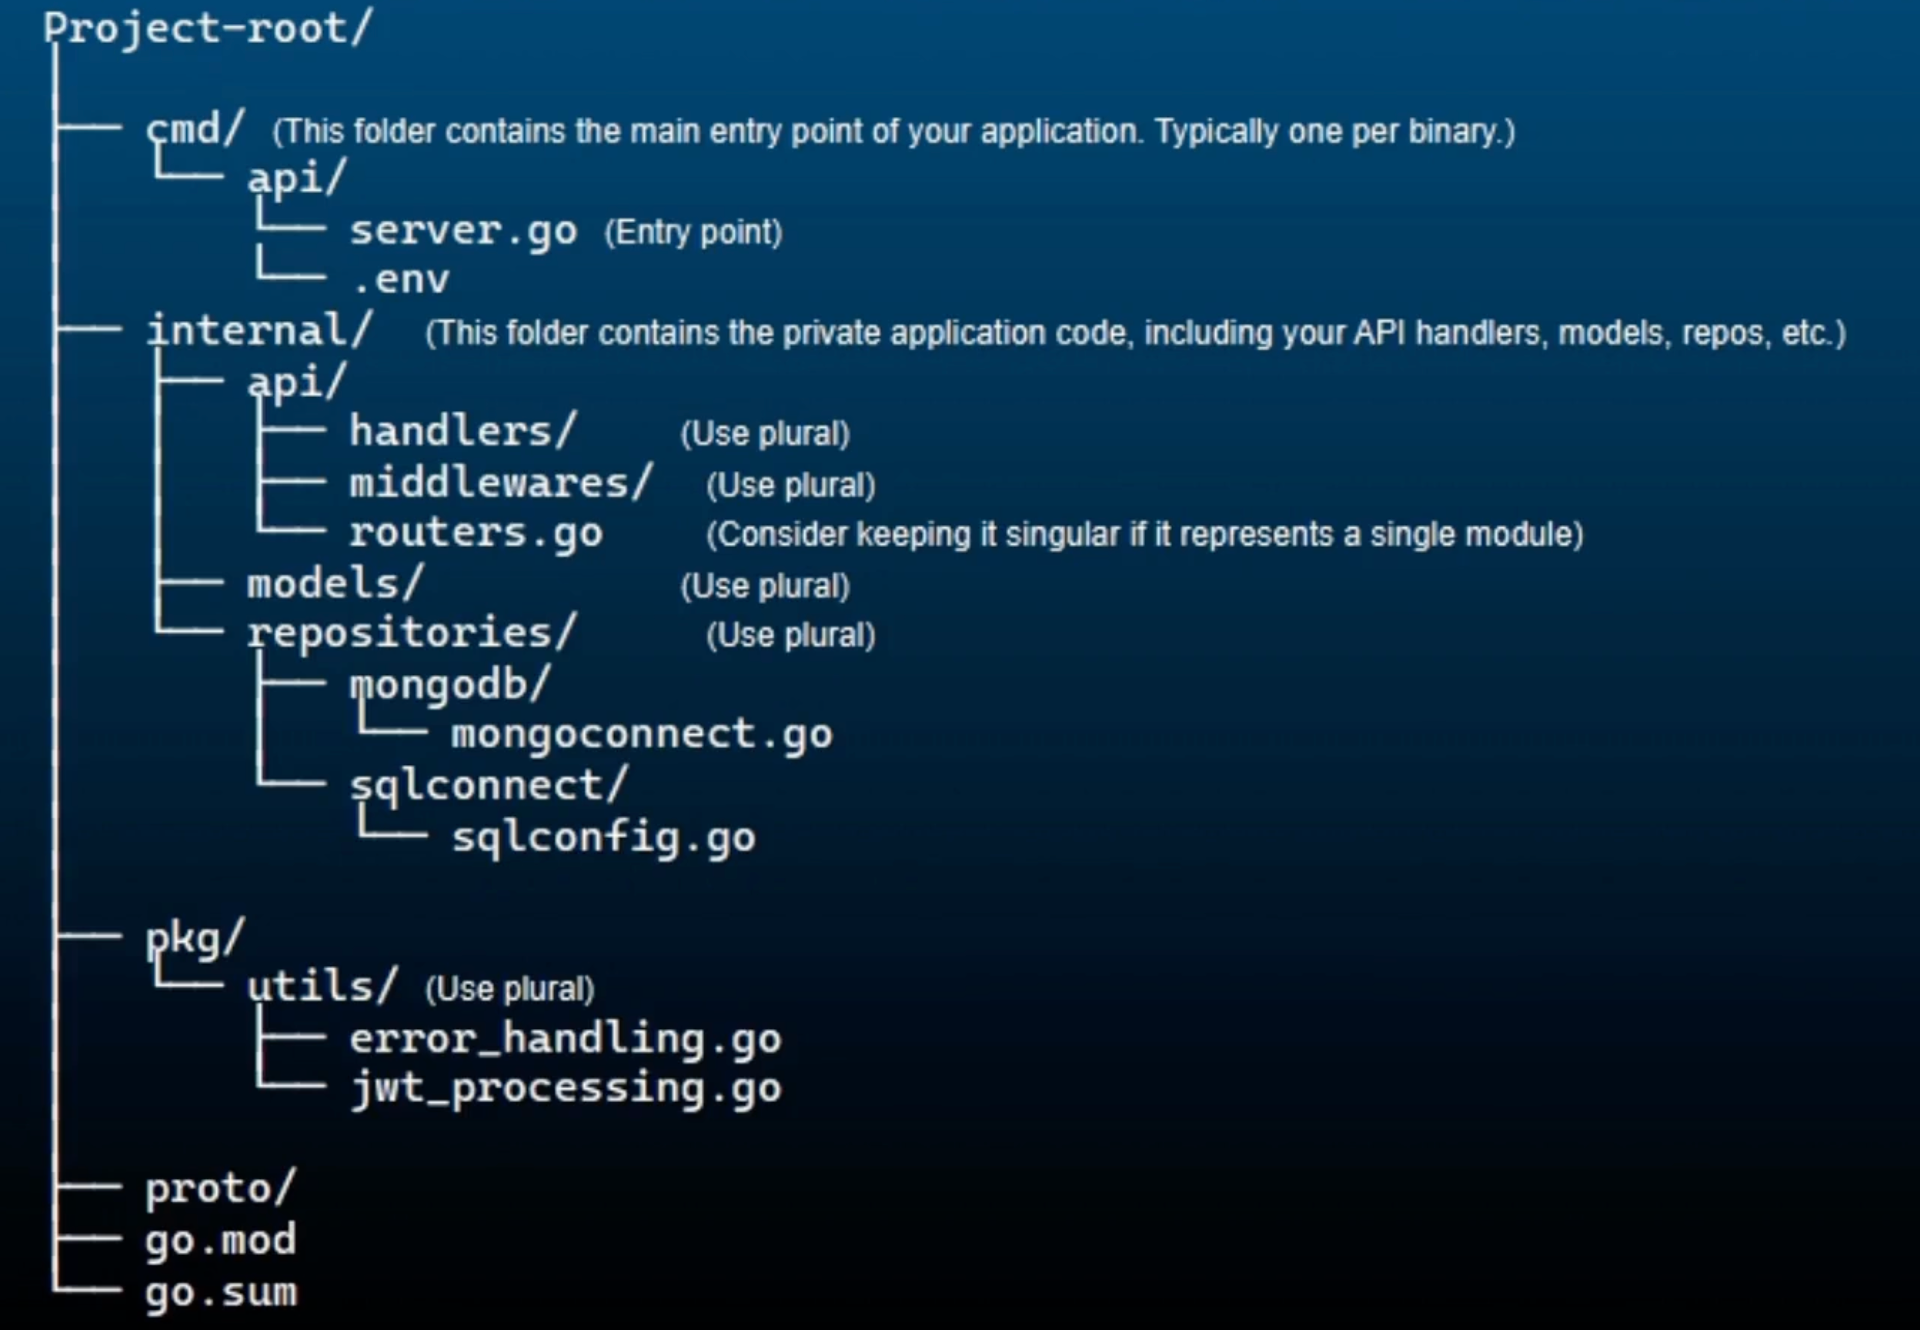 Project-root/
cmd/ (This folder contains the main entry point of your application. Typically one per binary.)
api/
server.go (Entry point)
.env
internal/ (This folder contains the private application code, including your API handlers, models, repos, etc.)
api/
handlers/ (Use plural)
middlewares/ (Use plural)
routers.go (Consider keeping it singular if it represents a single module)
models/ (Use plural)
repositories/ (Use plural)
mongodb/
mongoconnect.go
sqlconnect/
sqlconfig.go
pkg/
utils/ (Use plural)
error_handling.go
jwt_processing.go
proto/
go.mod
go.sum